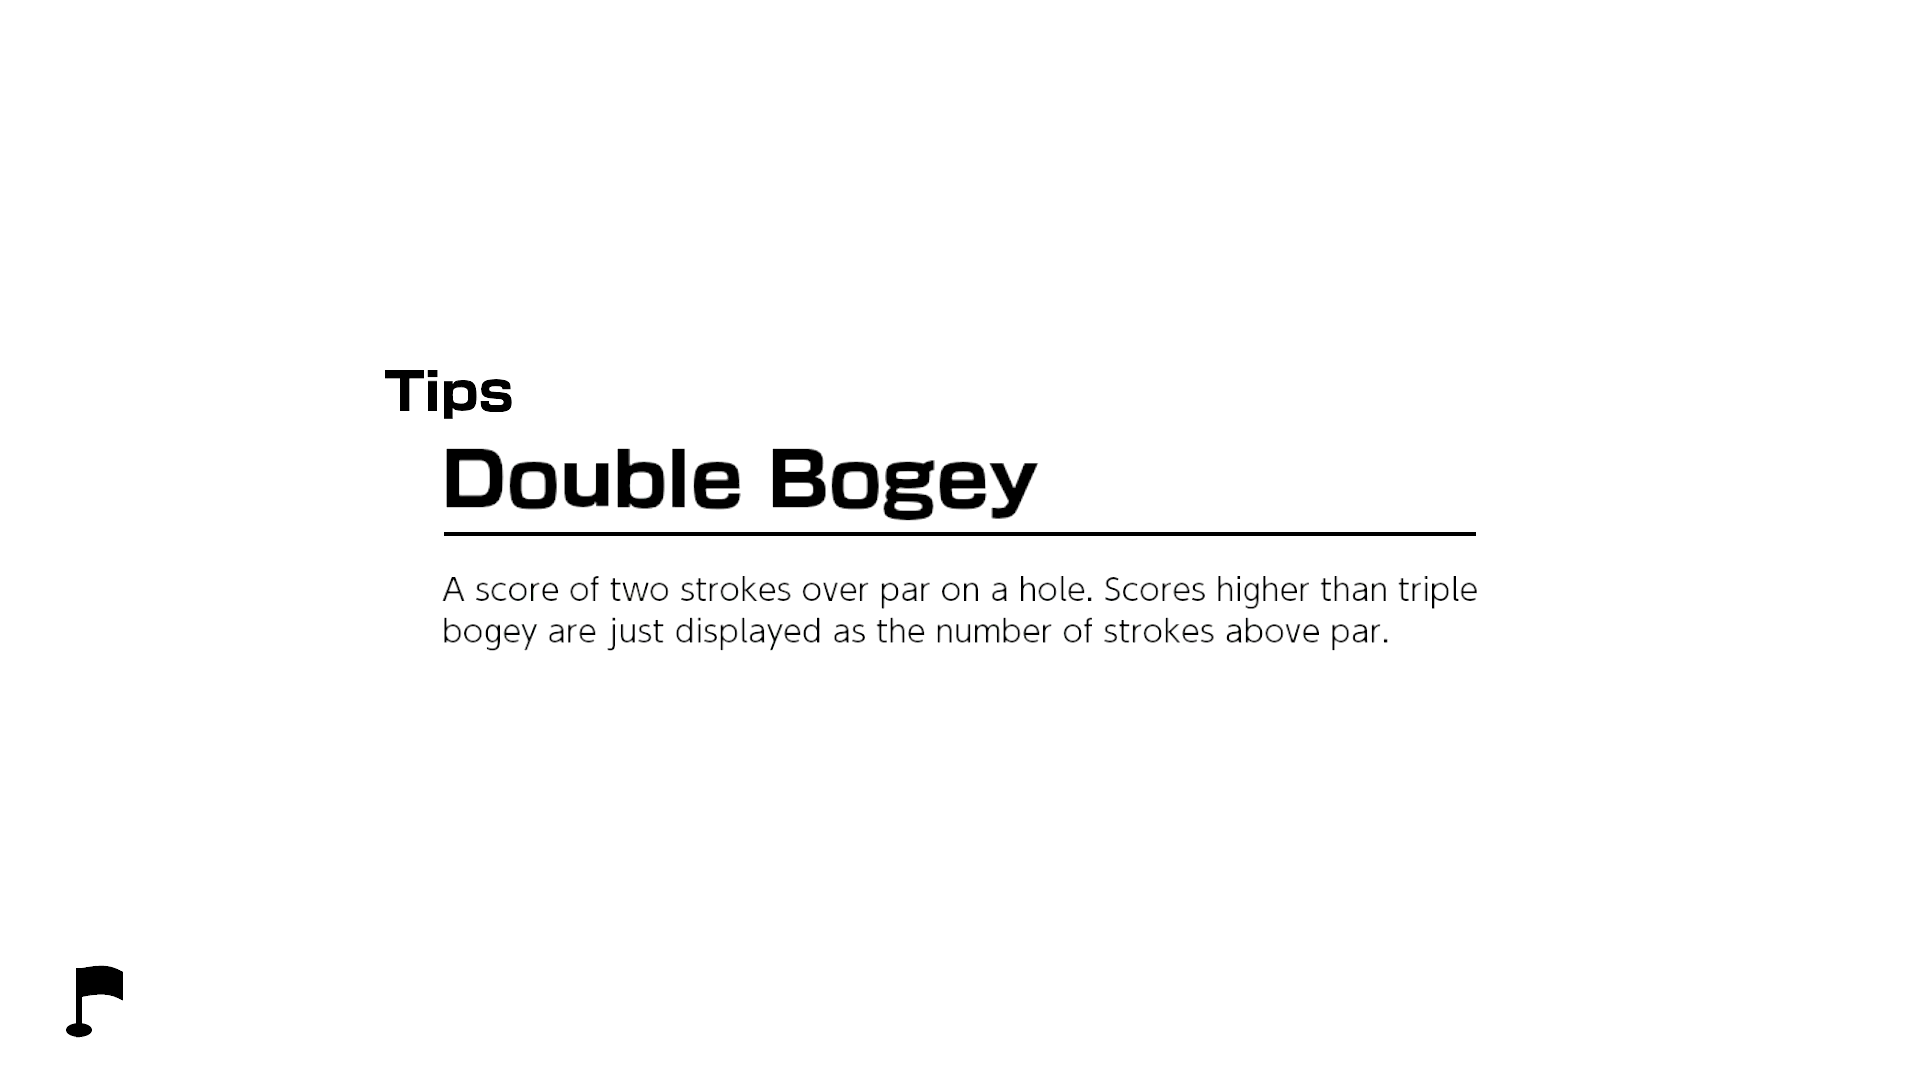 Tips
Double Bogey
A score of two strokes over par on a hole. Scores higher than triple
bogey are just displayed as the number of strokes above par.